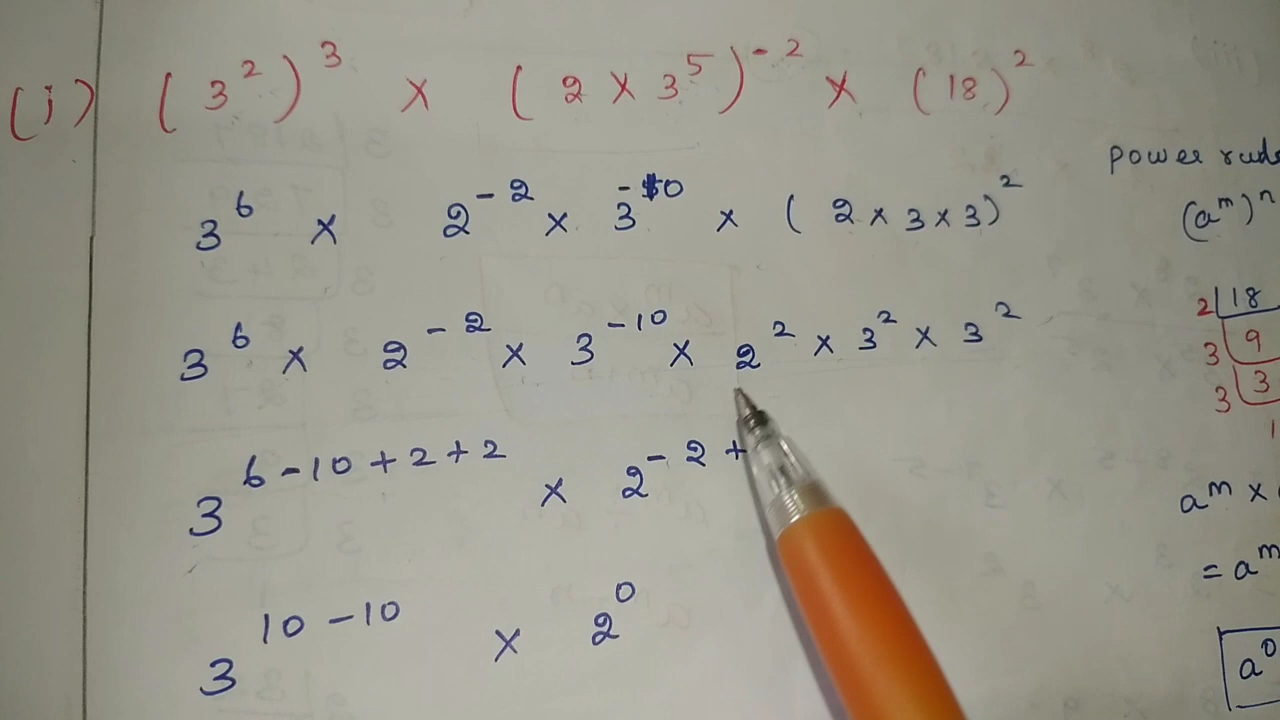 (i) (3²)³ × (2 × 3⁵)⁻² × (18)²
3⁶ × 2⁻² × 3⁻¹⁰ × (2 × 3 × 3)²
3⁶ × 2⁻² × 3⁻¹⁰ × 2² × 3² × 3²
3⁶⁻¹⁰⁺²⁺² × 2⁻²⁺
3¹⁰⁻¹⁰ × 2⁰
power
(aᵐ)ⁿ
2 | 18
3 | 9
3 | 3
1
aᵐ ×
= aᵐ
a⁰